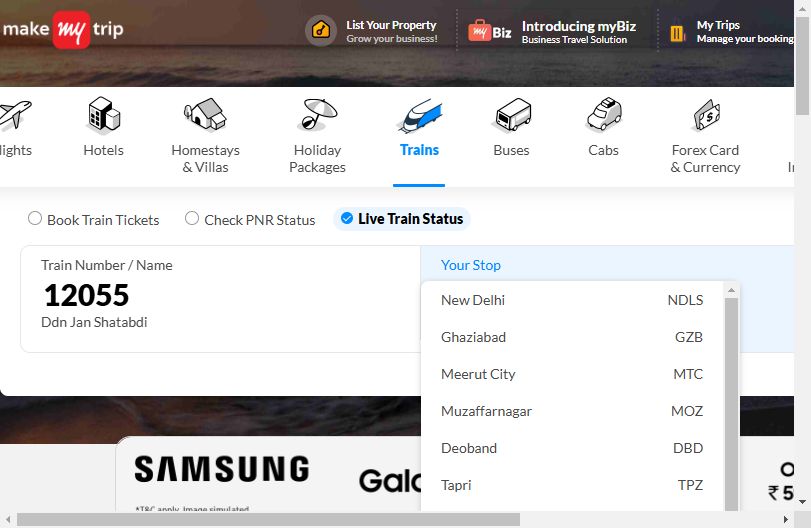 make my trip
List Your Property
Grow your business!
my Biz
Introducing myBiz
Business Travel Solution
My Trips
Manage your booking
Hotels
Homestays
& Villas
Holiday
Packages
Trains
Buses
Cabs
Forex Card
& Currency
Book Train Tickets
Check PNR Status
Live Train Status
Train Number / Name
12055
Ddn Jan Shatabdi
Your Stop
New Delhi NDLS
Ghaziabad GZB
Meerut City MTC
Muzaffarnagar MOZ
Deoband DBD
Tapri TPZ
SAMSUNG
Gala
*T&C apply. Image simulated
₹ 5